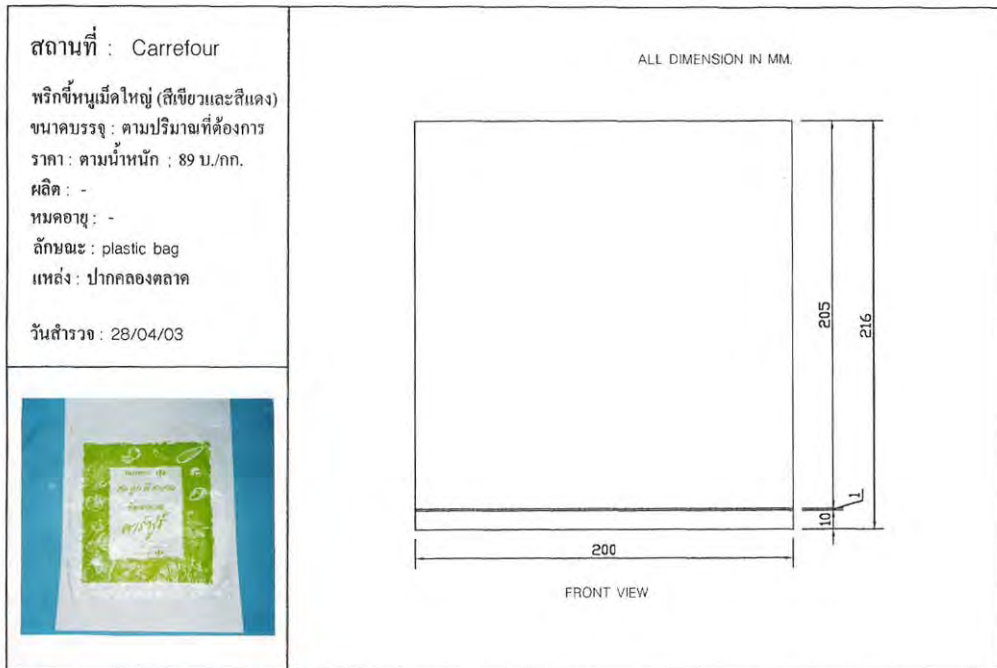 สถานที่ : Carrefour
พริกขี้หนูเม็ดใหญ่ (สีเขียวและสีแดง)
ขนาดบรรจุ : ตามปริมาณที่ต้องการ
ราคา : ตามน้ำหนัก ; 89 บ./กก.
ผลิต : -
หมดอายุ : -
ลักษณะ : plastic bag
แหล่ง : ปากคลองตลาด
วันสำรวจ : 28/04/03
คาร์ฟูร์
ALL DIMENSION IN MM.
205
216
1
10
200
FRONT VIEW